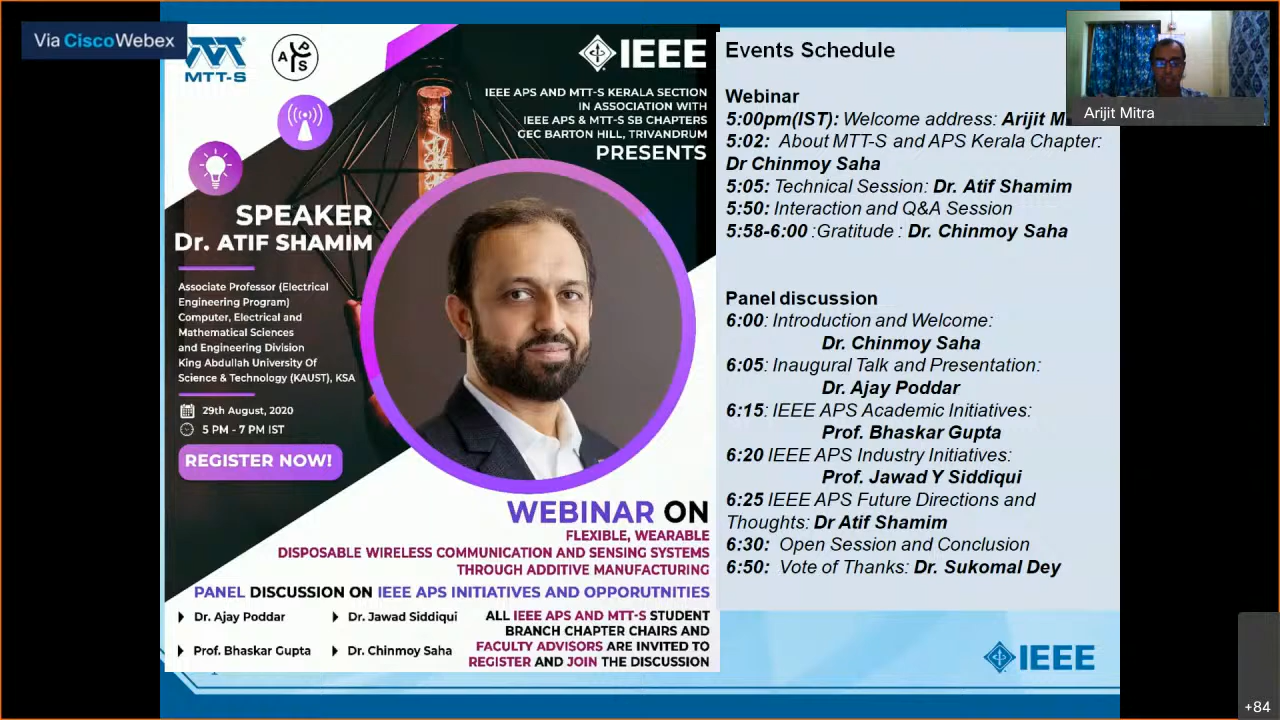 Via Cisco Webex
MTT-S
APS
IEEE
IEEE APS AND MTT-S KERALA SECTION
IN ASSOCIATION WITH
IEEE APS & MTT-S SB CHAPTERS
GEC BARTON HILL, TRIVANDRUM
PRESENTS
SPEAKER
Dr. ATIF SHAMIM
Associate Professor (Electrical
Engineering Program)
Computer, Electrical and
Mathematical Sciences
and Engineering Division
King Abdullah University Of
Science & Technology (KAUST), KSA
29th August, 2020
5 PM - 7 PM IST
REGISTER NOW!
WEBINAR ON
FLEXIBLE, WEARABLE
DISPOSABLE WIRELESS COMMUNICATION AND SENSING SYSTEMS
THROUGH ADDITIVE MANUFACTURING
PANEL DISCUSSION ON IEEE APS INITIATIVES AND OPPORUTNITIES
Dr. Ajay Poddar
Dr. Jawad Siddiqui
Prof. Bhaskar Gupta
Dr. Chinmoy Saha
ALL IEEE APS AND MTT-S STUDENT
BRANCH CHAPTER CHAIRS AND
FACULTY ADVISORS ARE INVITED TO
REGISTER AND JOIN THE DISCUSSION
Events Schedule
Webinar
5:00pm(IST): Welcome address: Arijit M
5:02: About MTT-S and APS Kerala Chapter:
Dr Chinmoy Saha
5:05: Technical Session: Dr. Atif Shamim
5:50: Interaction and Q&A Session
5:58-6:00 :Gratitude : Dr. Chinmoy Saha
Panel discussion
6:00: Introduction and Welcome:
Dr. Chinmoy Saha
6:05: Inaugural Talk and Presentation:
Dr. Ajay Poddar
6:15: IEEE APS Academic Initiatives:
Prof. Bhaskar Gupta
6:20 IEEE APS Industry Initiatives:
Prof. Jawad Y Siddiqui
6:25 IEEE APS Future Directions and
Thoughts: Dr Atif Shamim
6:30: Open Session and Conclusion
6:50: Vote of Thanks: Dr. Sukomal Dey
IEEE
Arijit Mitra
+84